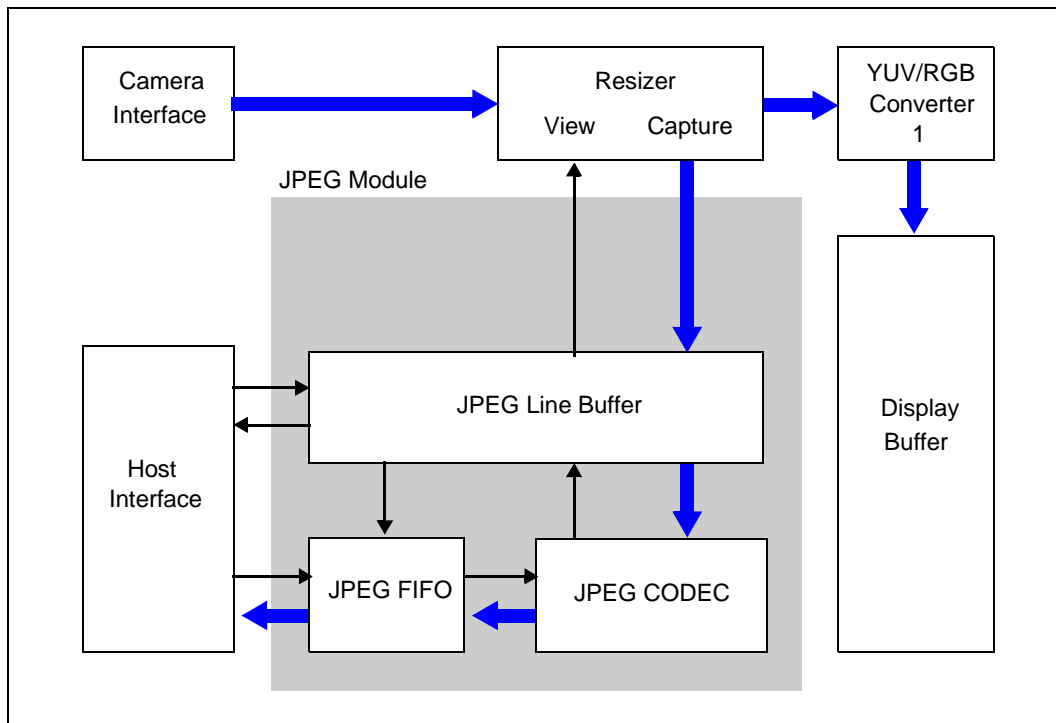 Camera
Interface
Resizer
View Capture
YUV/RGB
Converter
1
JPEG Module
JPEG Line Buffer
Host
Interface
Display
Buffer
JPEG FIFO
JPEG CODEC